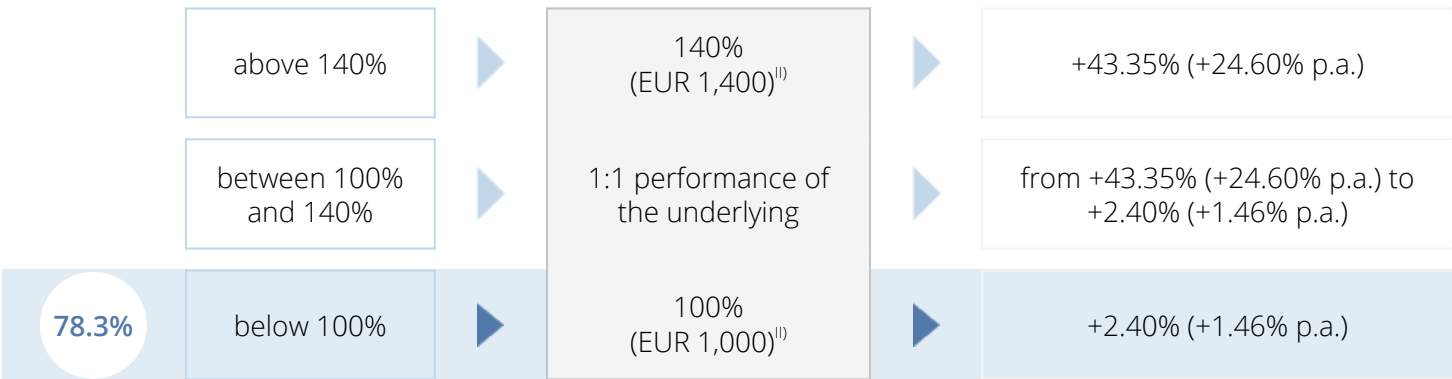 above 140%
140%
(EUR 1,400)II)
+43.35% (+24.60% p.a.)
between 100%
and 140%
1:1 performance of
the underlying
from +43.35% (+24.60% p.a.) to
+2.40% (+1.46% p.a.)
78.3%
below 100%
100%
(EUR 1,000)II)
+2.40% (+1.46% p.a.)